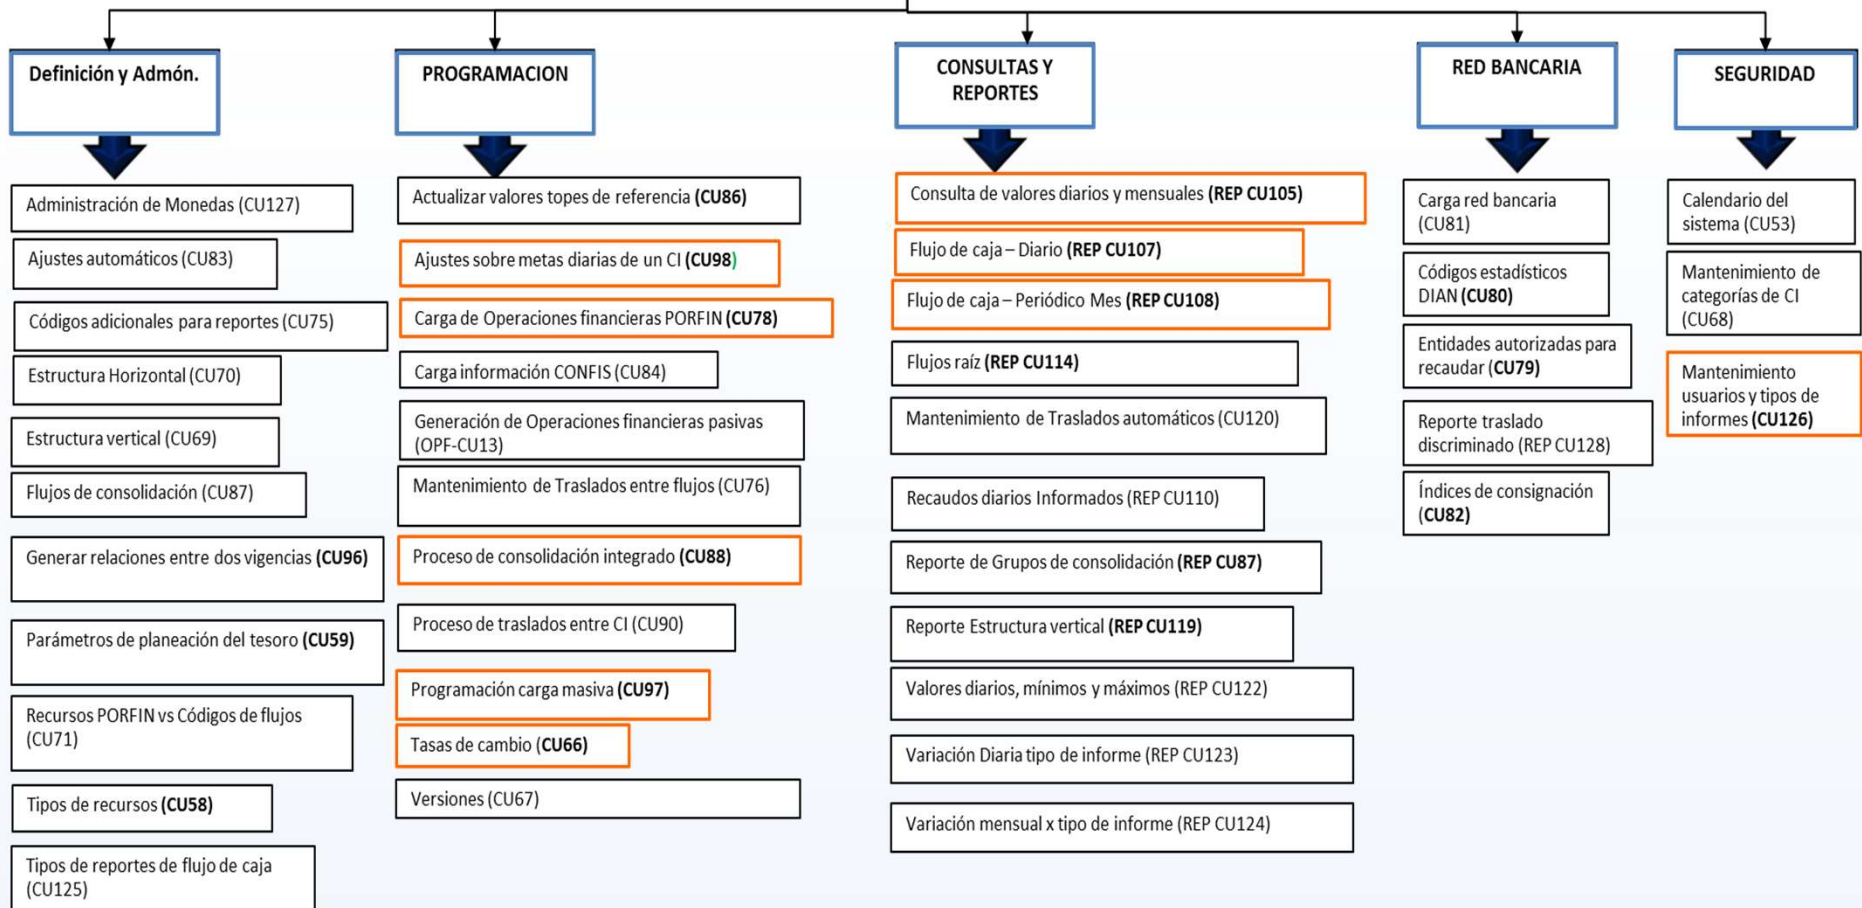 Definición y Admón.
Administración de Monedas (CU127)
Ajustes automáticos (CU83)
Códigos adicionales para reportes (CU75)
Estructura Horizontal (CU70)
Estructura vertical (CU69)
Flujos de consolidación (CU87)
Generar relaciones entre dos vigencias (CU96)
Parámetros de planeación del tesoro (CU59)
Recursos PORFIN vs Códigos de flujos
(CU71)
Tipos de recursos (CU58)
Tipos de reportes de flujo de caja
(CU125)
PROGRAMACION
Actualizar valores topes de referencia (CU86)
Ajustes sobre metas diarias de un CI (CU98)
Carga de Operaciones financieras PORFIN (CU78)
Carga información CONFIS (CU84)
Generación de Operaciones financieras pasivas
(OPF-CU13)
Mantenimiento de Traslados entre flujos (CU76)
Proceso de consolidación integrado (CU88)
Proceso de traslados entre CI (CU90)
Programación carga masiva (CU97)
Tasas de cambio (CU66)
Versiones (CU67)
CONSULTAS Y
REPORTES
Consulta de valores diarios y mensuales (REP CU105)
Flujo de caja – Diario (REP CU107)
Flujo de caja – Periódico Mes (REP CU108)
Flujos raíz (REP CU114)
Mantenimiento de Traslados automáticos (CU120)
Recaudos diarios Informados (REP CU110)
Reporte de Grupos de consolidación (REP CU87)
Reporte Estructura vertical (REP CU119)
Valores diarios, mínimos y máximos (REP CU122)
Variación Diaria tipo de informe (REP CU123)
Variación mensual x tipo de informe (REP CU124)
RED BANCARIA
Carga red bancaria
(CU81)
Códigos estadísticos
DIAN (CU80)
Entidades autorizadas para
recaudar (CU79)
Reporte traslado
discriminado (REP CU128)
Índices de consignación
(CU82)
SEGURIDAD
Calendario del
sistema (CU53)
Mantenimiento de
categorías de CI
(CU68)
Mantenimiento
usuarios y tipos de
informes (CU126)